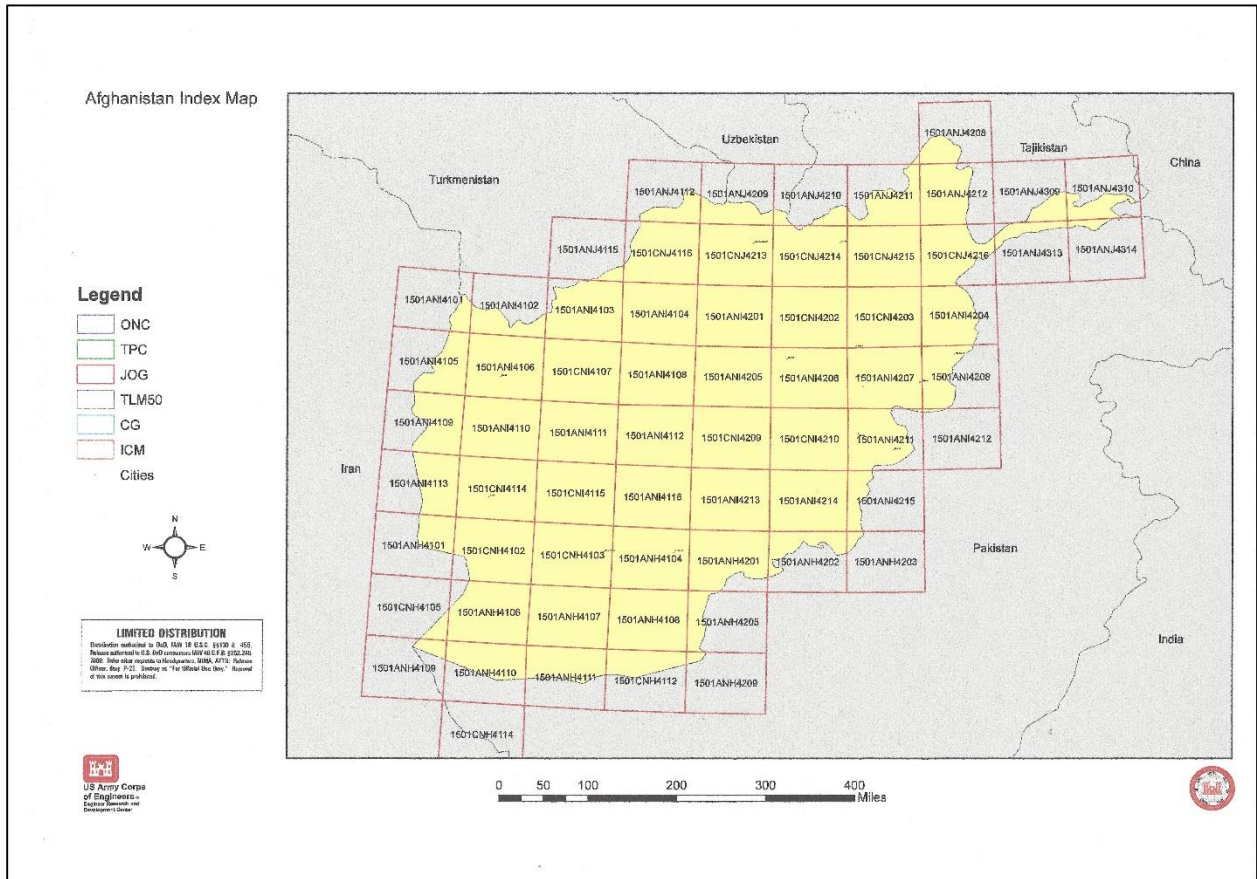 Afghanistan Index Map
Uzbekistan
Tajikistan
China
Turkmenistan
1501ANJ4208
1501ANJ4112
1501ANJ4209
1501ANJ4210
1501ANJ4211
1501ANJ4212
1501ANJ4309
1501ANJ4310
1501ANJ4115
1501CNJ4116
1501CNJ4213
1501CNJ4214
1501CNJ4215
1501CNJ4216
1501ANJ4313
1501ANJ4314
1501ANI4101
1501ANI4102
1501ANI4103
1501ANI4104
1501ANI4201
1501CNI4202
1501CNI4203
1501ANI4204
1501ANI4105
1501ANI4106
1501CNI4107
1501ANI4108
1501ANI4205
1501ANI4206
1501ANI4207
1501ANI4208
1501ANI4109
1501ANI4110
1501ANI4111
1501ANI4112
1501CNI4209
1501CNI4210
1501ANI4211
1501ANI4212
Iran
1501ANI4113
1501CNI4114
1501CNI4115
1501ANI4116
1501ANI4213
1501ANI4214
1501ANI4215
1501ANH4101
1501CNH4102
1501CNH4103
1501ANH4104
1501ANH4201
1501ANH4202
1501ANH4203
Pakistan
1501CNH4105
1501ANH4106
1501ANH4107
1501ANH4108
1501ANH4205
India
1501ANH4109
1501ANH4110
1501ANH4111
1501CNH4112
1501ANH4209
1501CNH4114
Legend
ONC
TPC
JOG
TLM50
CG
ICM
Cities
N
W E
S
LIMITED DISTRIBUTION
US Army Corps
of Engineers
Engineer Research and
Development Center
0 50 100 200 300 400
Miles